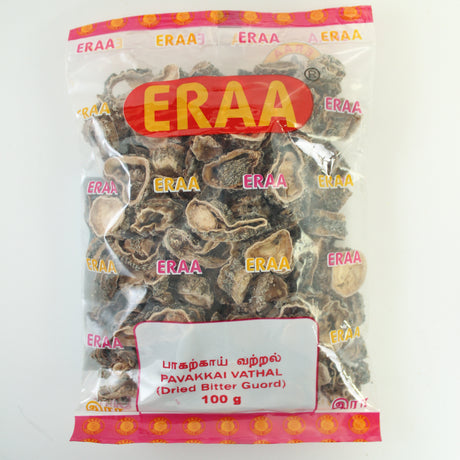 ERAA ERAA ERAA
ERAA ®
ERAA ERAA
ERAA ERAA ERAA
ERAA ERAA ERAA
ERAA ERAA
பாகற்காய் வற்றல்
PAVAKKAI VATHAL
(Dried Bitter Guord)
100 g